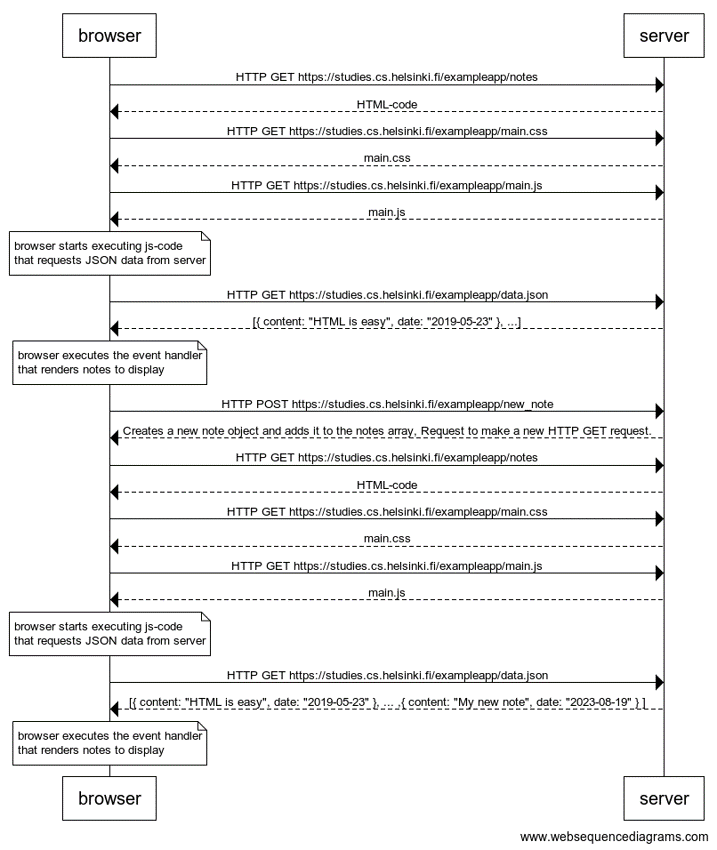 browser server
HTTP GET https://studies.cs.helsinki.fi/exampleapp/notes
HTML-code
HTTP GET https://studies.cs.helsinki.fi/exampleapp/main.css
main.css
HTTP GET https://studies.cs.helsinki.fi/exampleapp/main.js
main.js
browser starts executing js-code
that requests JSON data from server
HTTP GET https://studies.cs.helsinki.fi/exampleapp/data.json
[{ content: "HTML is easy", date: "2019-05-23" }, ...]
browser executes the event handler
that renders notes to display
HTTP POST https://studies.cs.helsinki.fi/exampleapp/new_note
Creates a new note object and adds it to the notes array, Request to make a new HTTP GET request.
HTTP GET https://studies.cs.helsinki.fi/exampleapp/notes
HTML-code
HTTP GET https://studies.cs.helsinki.fi/exampleapp/main.css
main.css
HTTP GET https://studies.cs.helsinki.fi/exampleapp/main.js
main.js
browser starts executing js-code
that requests JSON data from server
HTTP GET https://studies.cs.helsinki.fi/exampleapp/data.json
[{ content: "HTML is easy", date: "2019-05-23" }, ... ,{ content: "My new note", date: "2023-08-19" } ]
browser executes the event handler
that renders notes to display
browser server
www.websequencediagrams.com